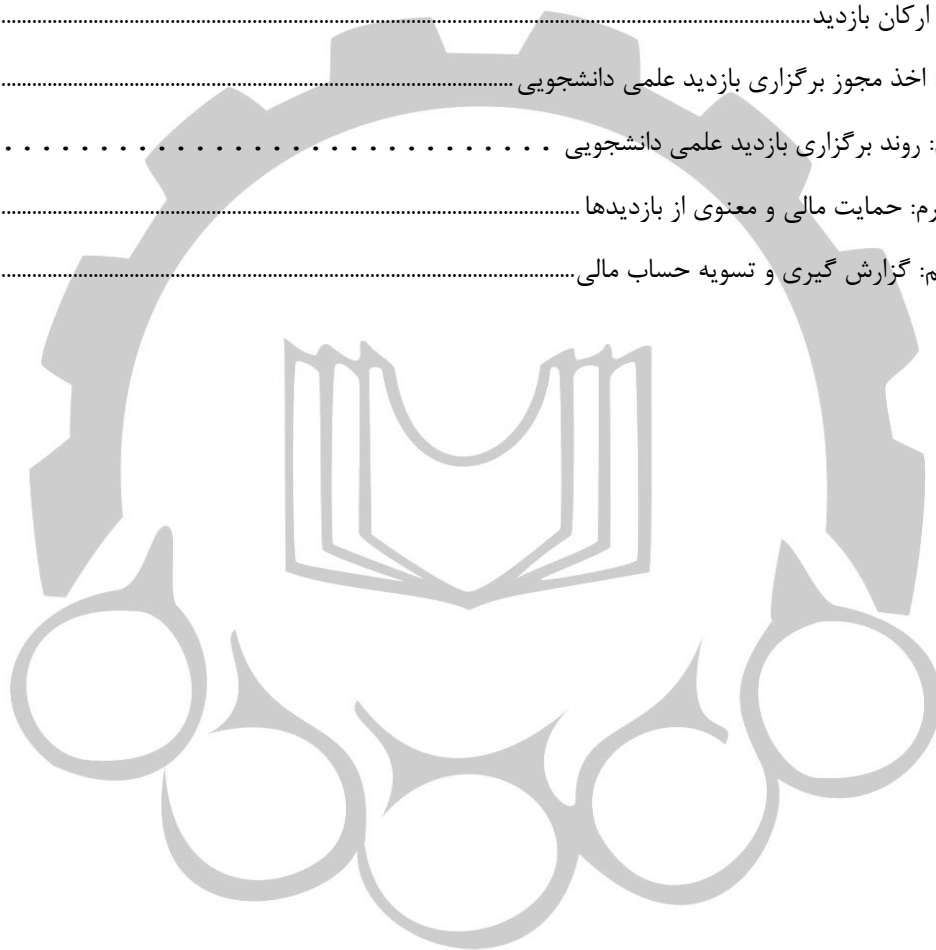 ارکان بازدید
: اخذ مجوز برگزاری بازدید علمی دانشجویی
: روند برگزاری بازدید علمی دانشجویی
رم: حمایت مالی و معنوی از بازدیدها
م: گزارش گیری و تسویه حساب مالی